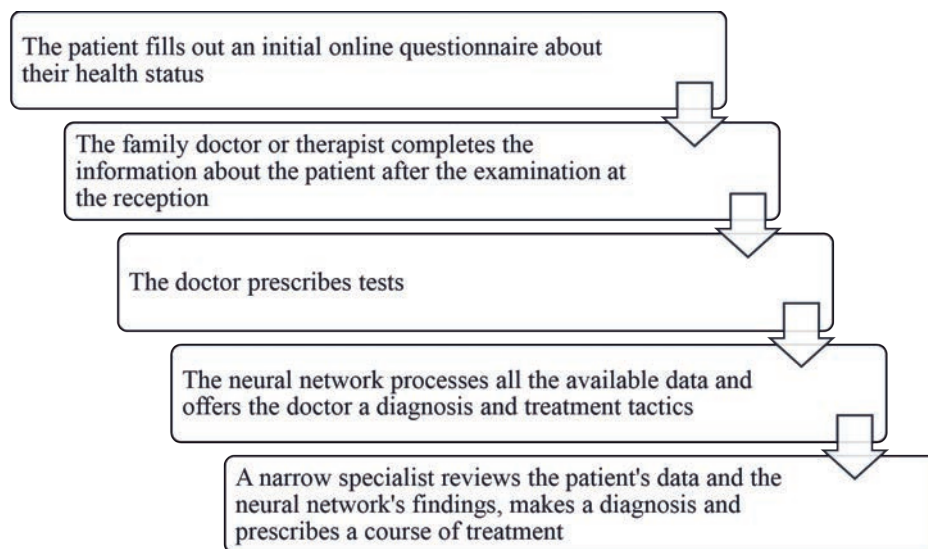 The patient fills out an initial online questionnaire about
their health status
The family doctor or therapist completes the
information about the patient after the examination at
the reception
The doctor prescribes tests
The neural network processes all the available data and
offers the doctor a diagnosis and treatment tactics
A narrow specialist reviews the patient's data and the
neural network's findings, makes a diagnosis and
prescribes a course of treatment